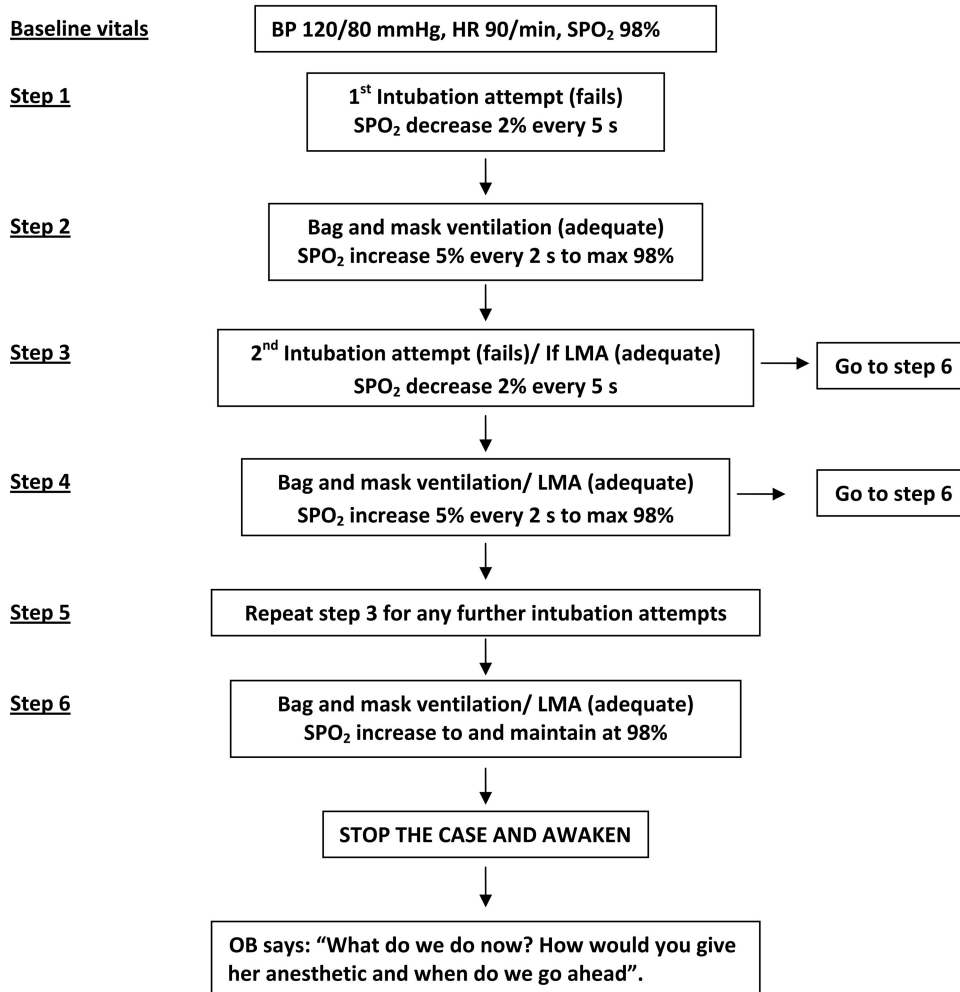 Baseline vitals
BP 120/80 mmHg, HR 90/min, SPO₂ 98%
Step 1
1st Intubation attempt (fails)
SPO₂ decrease 2% every 5 s
Step 2
Bag and mask ventilation (adequate)
SPO₂ increase 5% every 2 s to max 98%
Step 3
2nd Intubation attempt (fails)/ If LMA (adequate)
SPO₂ decrease 2% every 5 s
Go to step 6
Step 4
Bag and mask ventilation/ LMA (adequate)
SPO₂ increase 5% every 2 s to max 98%
Go to step 6
Step 5
Repeat step 3 for any further intubation attempts
Step 6
Bag and mask ventilation/ LMA (adequate)
SPO₂ increase to and maintain at 98%
STOP THE CASE AND AWAKEN
OB says: “What do we do now? How would you give
her anesthetic and when do we go ahead”.